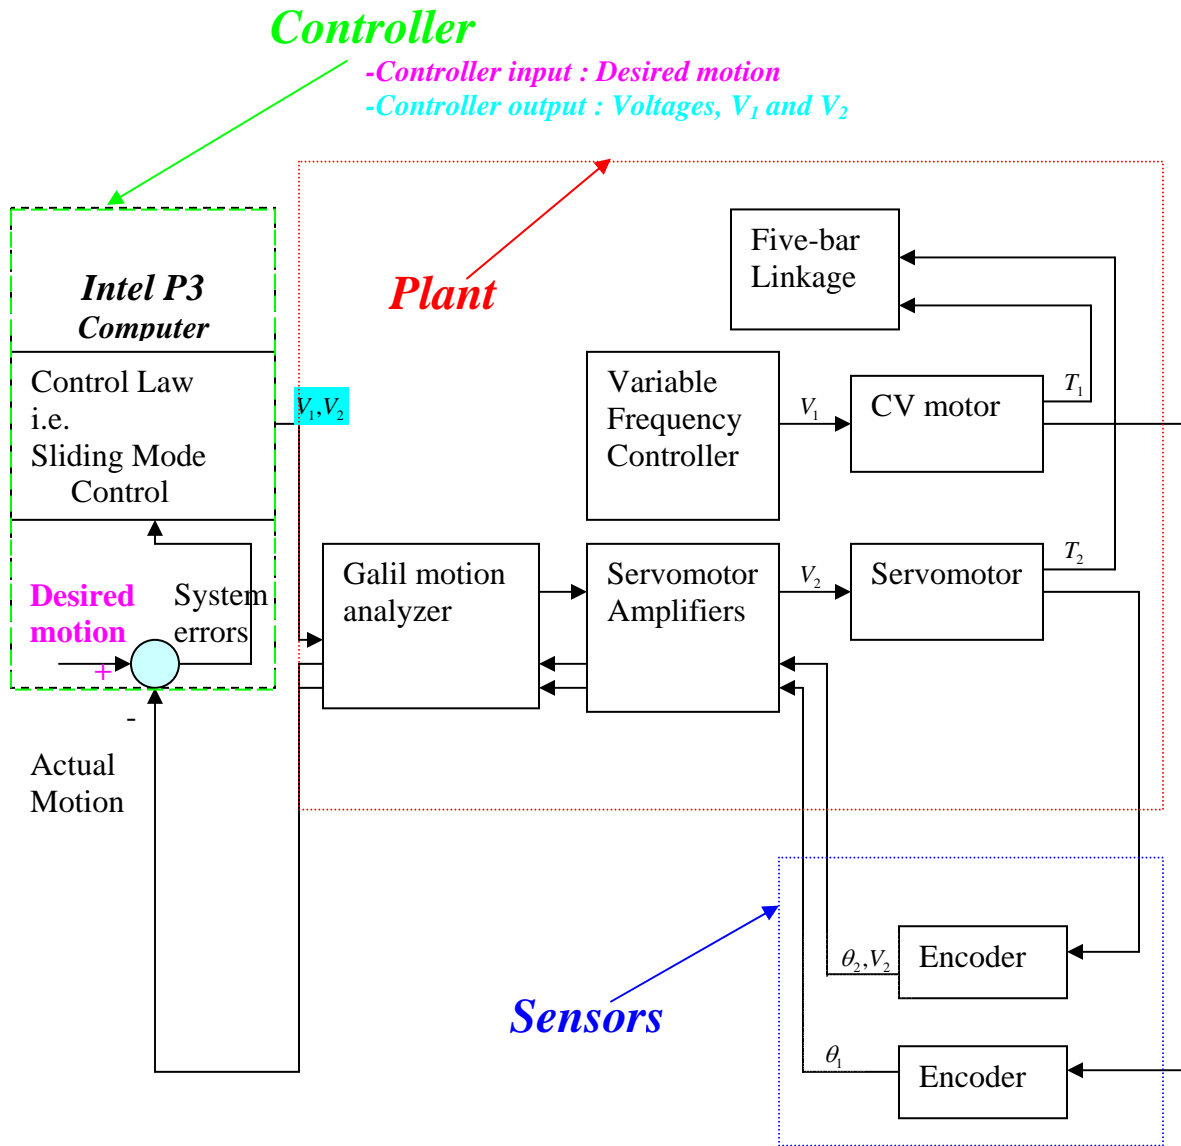 Controller
-Controller input : Desired motion
-Controller output : Voltages, V1 and V2
Plant
Intel P3
Computer
Control Law
i.e.
Sliding Mode
Control
V1,V2
Five-bar
Linkage
Variable
Frequency
Controller
V1
CV motor
T1
Desired
motion
+
System
errors
-
Actual
Motion
Galil motion
analyzer
Servomotor
Amplifiers
V2
Servomotor
T2
Sensors
θ2,V2
Encoder
θ1
Encoder